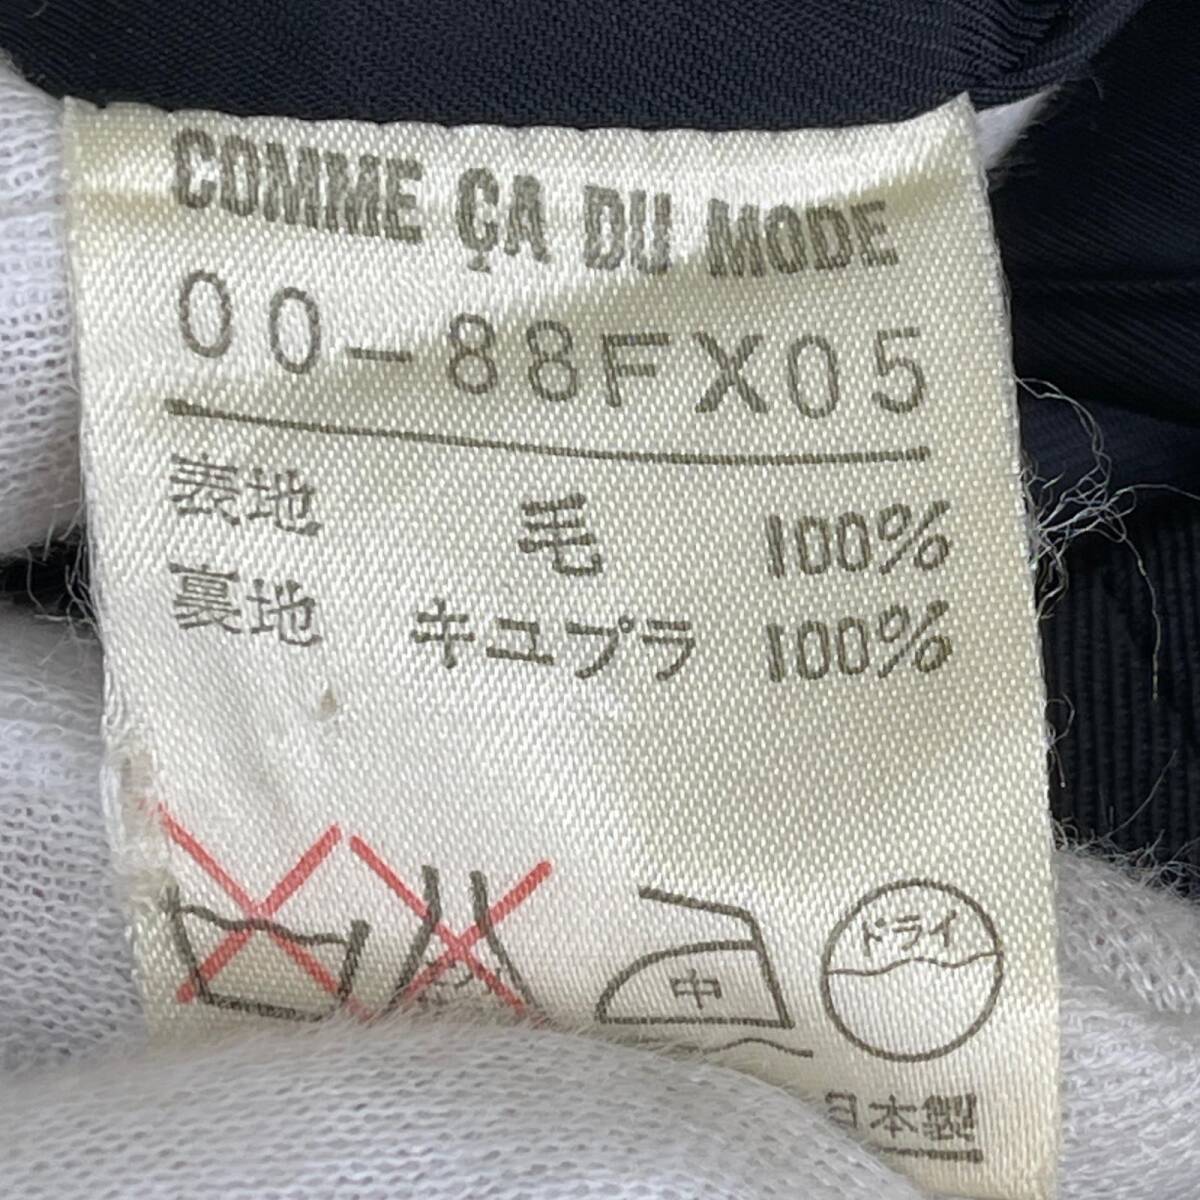 COMME ÇA DU MODE
00-88FX05
表地 毛 100%
裏地 キュプラ 100%
中
ドライ
日本製